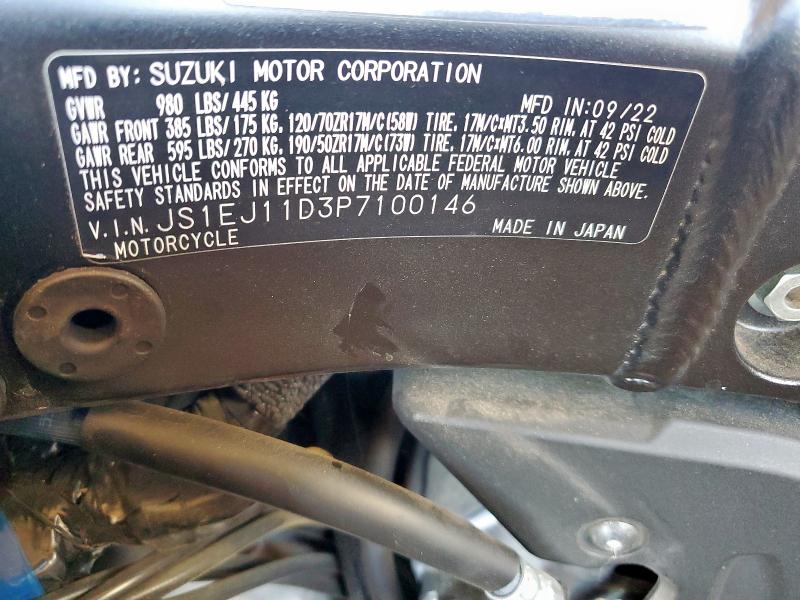 MFD BY: SUZUKI MOTOR CORPORATION
GVWR 980 LBS/445 KG MFD IN:09/22
GAWR FRONT 385 LBS/175 KG, 120/70ZR17M/C(58W) TIRE, 17M/C×MT3.50 RIM, AT 42 PSI COLD
GAWR REAR 595 LBS/270 KG, 190/50ZR17M/C(73W) TIRE, 17M/C×MT6.00 RIM, AT 42 PSI COLD
THIS VEHICLE CONFORMS TO ALL APPLICABLE FEDERAL MOTOR VEHICLE
SAFETY STANDARDS IN EFFECT ON THE DATE OF MANUFACTURE SHOWN ABOVE.
V.I.N. JS1EJ11D3P7100146
MOTORCYCLE MADE IN JAPAN